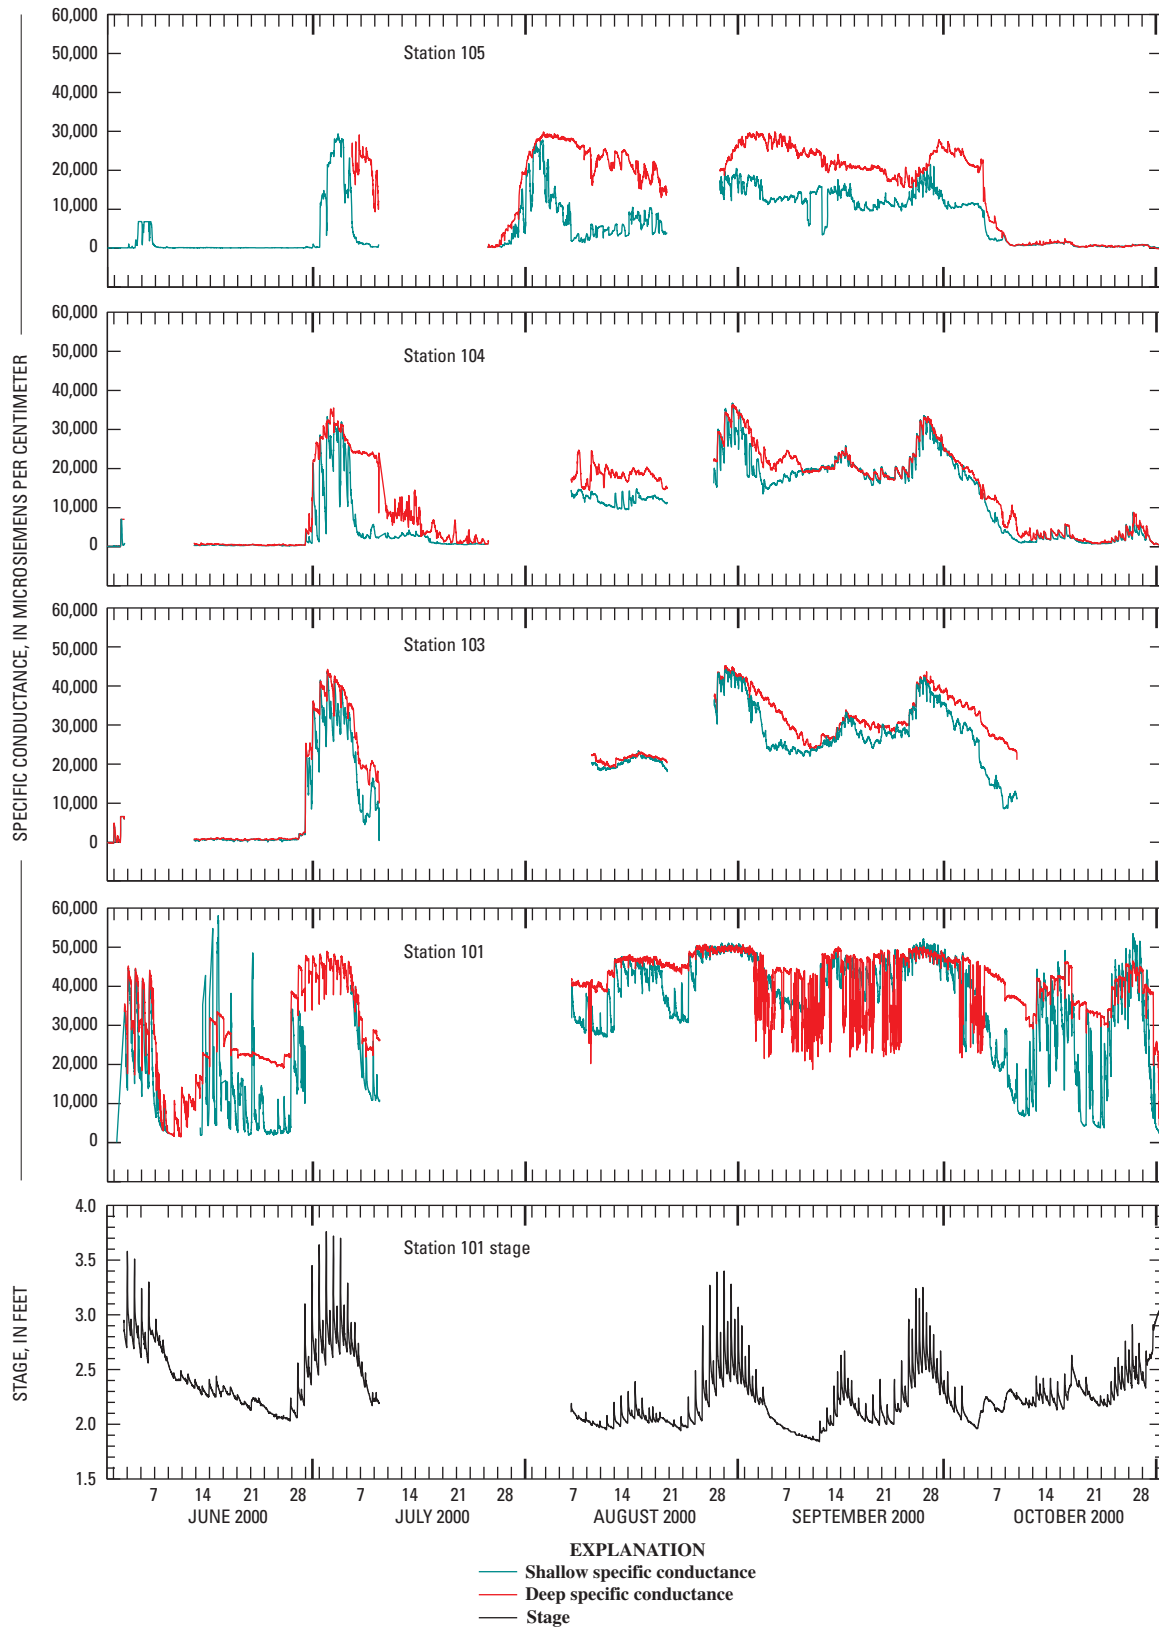 SPECIFIC CONDUCTANCE, IN MICROSIEMENS PER CENTIMETER
60,000
50,000
40,000
30,000
20,000
10,000
0
Station 105
60,000
50,000
40,000
30,000
20,000
10,000
0
Station 104
60,000
50,000
40,000
30,000
20,000
10,000
0
Station 103
60,000
50,000
40,000
30,000
20,000
10,000
0
Station 101
STAGE, IN FEET
4.0
3.5
3.0
2.5
2.0
1.5
Station 101 stage
7 14 21 28 7 14 21 28 7 14 21 28 7 14 21 28 7 14 21 28
JUNE 2000 JULY 2000 AUGUST 2000 SEPTEMBER 2000 OCTOBER 2000
EXPLANATION
Shallow specific conductance
Deep specific conductance
Stage